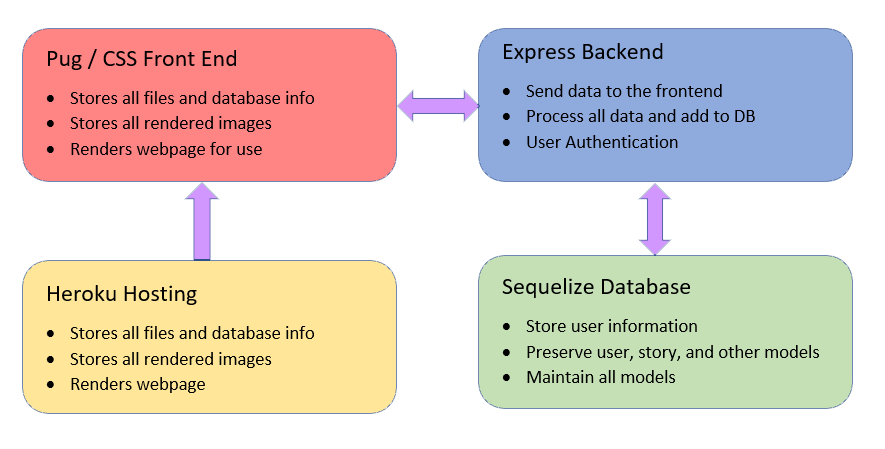 Pug / CSS Front End
• Stores all files and database info
• Stores all rendered images
• Renders webpage for use
Express Backend
• Send data to the frontend
• Process all data and add to DB
• User Authentication
Heroku Hosting
• Stores all files and database info
• Stores all rendered images
• Renders webpage
Sequelize Database
• Store user information
• Preserve user, story, and other models
• Maintain all models